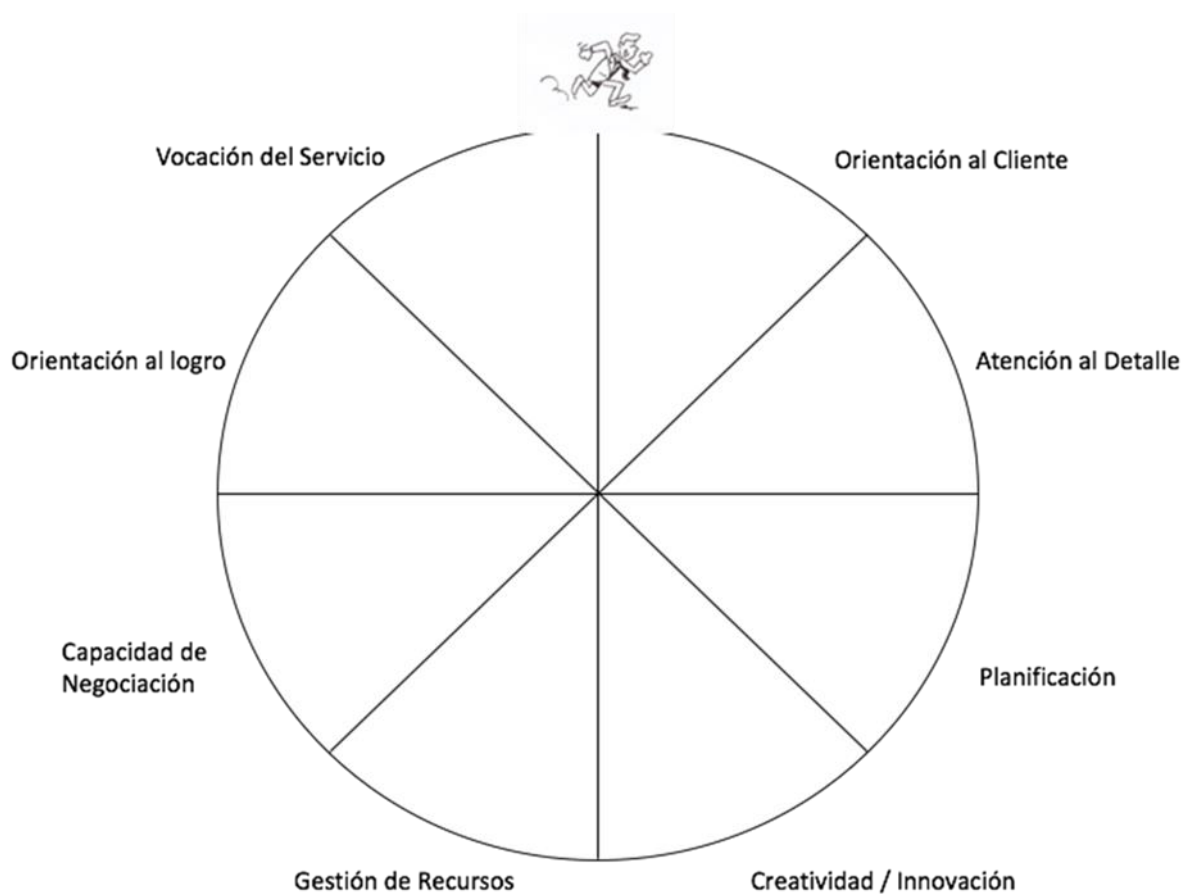 Vocación del Servicio
Orientación al Cliente
Orientación al logro
Atención al Detalle
Capacidad de
Negociación
Planificación
Gestión de Recursos
Creatividad / Innovación